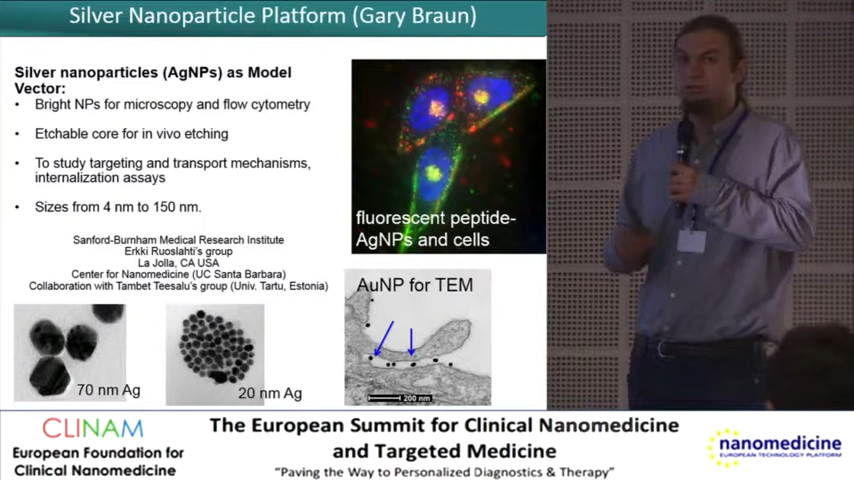 Silver Nanoparticle Platform (Gary Braun)
Silver nanoparticles (AgNPs) as Model
Vector:
• Bright NPs for microscopy and flow cytometry
• Etchable core for in vivo etching
• To study targeting and transport mechanisms,
internalization assays
• Sizes from 4 nm to 150 nm.
Sanford-Burnham Medical Research Institute
Erkki Ruoslahti's group
La Jolla, CA USA
Center for Nanomedicine (UC Santa Barbara)
Collaboration with Tambet Teesalu's group (Univ. Tartu, Estonia)
70 nm Ag
20 nm Ag
fluorescent peptide-
AgNPs and cells
AuNP for TEM
200 nm
CLINAM
European Foundation for
Clinical Nanomedicine
The European Summit for Clinical Nanomedicine
and Targeted Medicine
"Paving the Way to Personalized Diagnostics & Therapy"
nanomedicine
EUROPEAN TECHNOLOGY PLATFORM